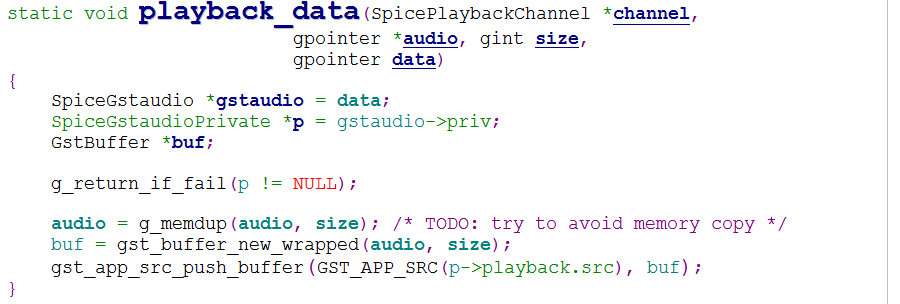 static void playback_data(SpicePlaybackChannel *channel,
gpointer *audio, gint size,
gpointer data)
{
SpiceGstaudio *gstaudio = data;
SpiceGstaudioPrivate *p = gstaudio->priv;
GstBuffer *buf;
g_return_if_fail(p != NULL);
audio = g_memdup(audio, size); /* TODO: try to avoid memory copy */
buf = gst_buffer_new_wrapped(audio, size);
gst_app_src_push_buffer(GST_APP_SRC(p->playback.src), buf);
}